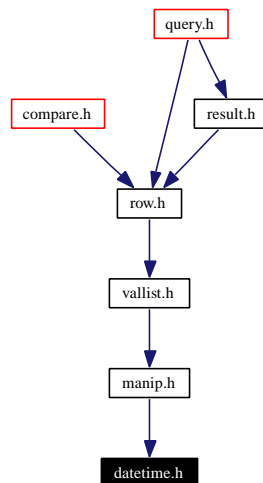 query.h
compare.h
result.h
row.h
vallist.h
manip.h
datetime.h